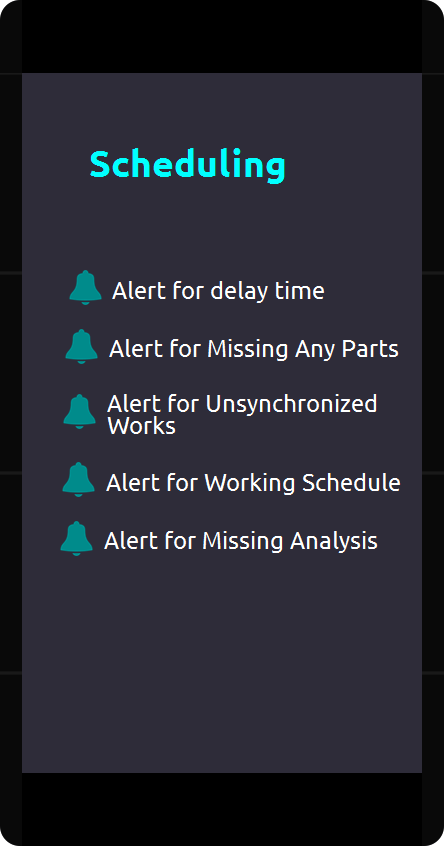 Scheduling
Alert for delay time
Alert for Missing Any Parts
Alert for Unsynchronized
Works
Alert for Working Schedule
Alert for Missing Analysis